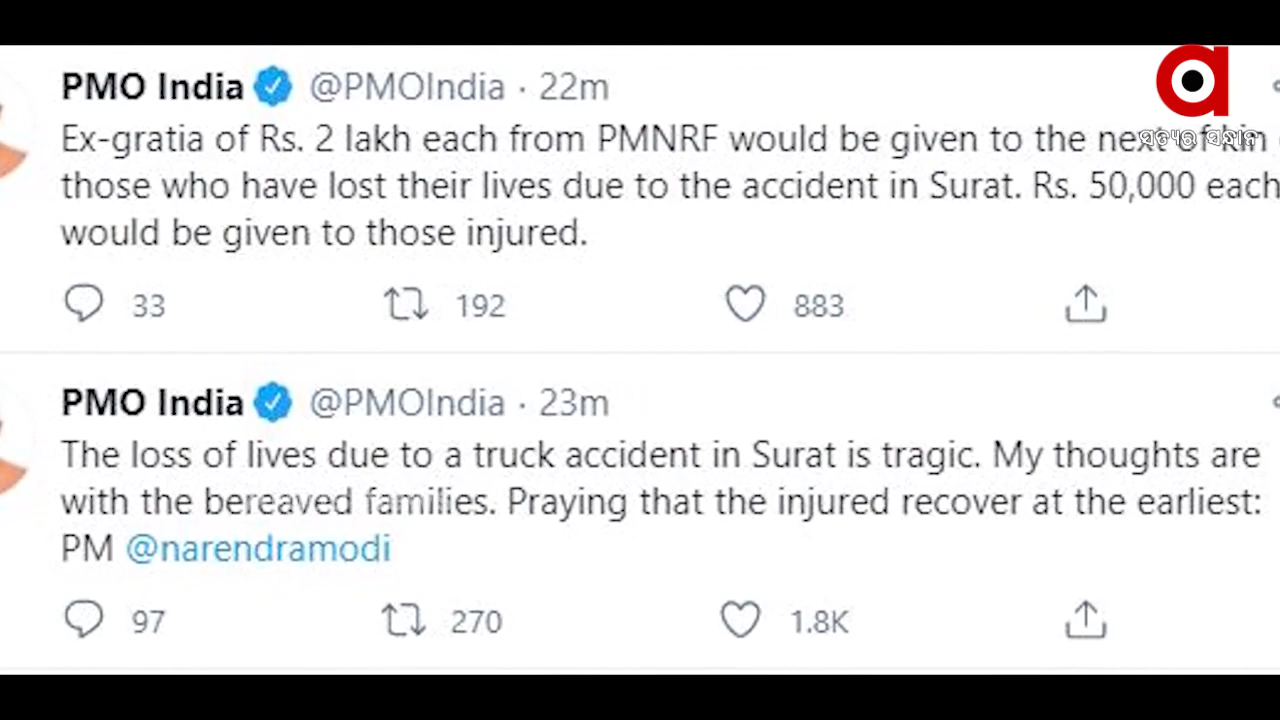 PMO India @PMOIndia · 22m
Ex-gratia of Rs. 2 lakh each from PMNRF would be given to the next of kin
those who have lost their lives due to the accident in Surat. Rs. 50,000 each
would be given to those injured.
33 192 883
PMO India @PMOIndia · 23m
The loss of lives due to a truck accident in Surat is tragic. My thoughts are
with the bereaved families. Praying that the injured recover at the earliest:
PM @narendramodi
97 270 1.8K